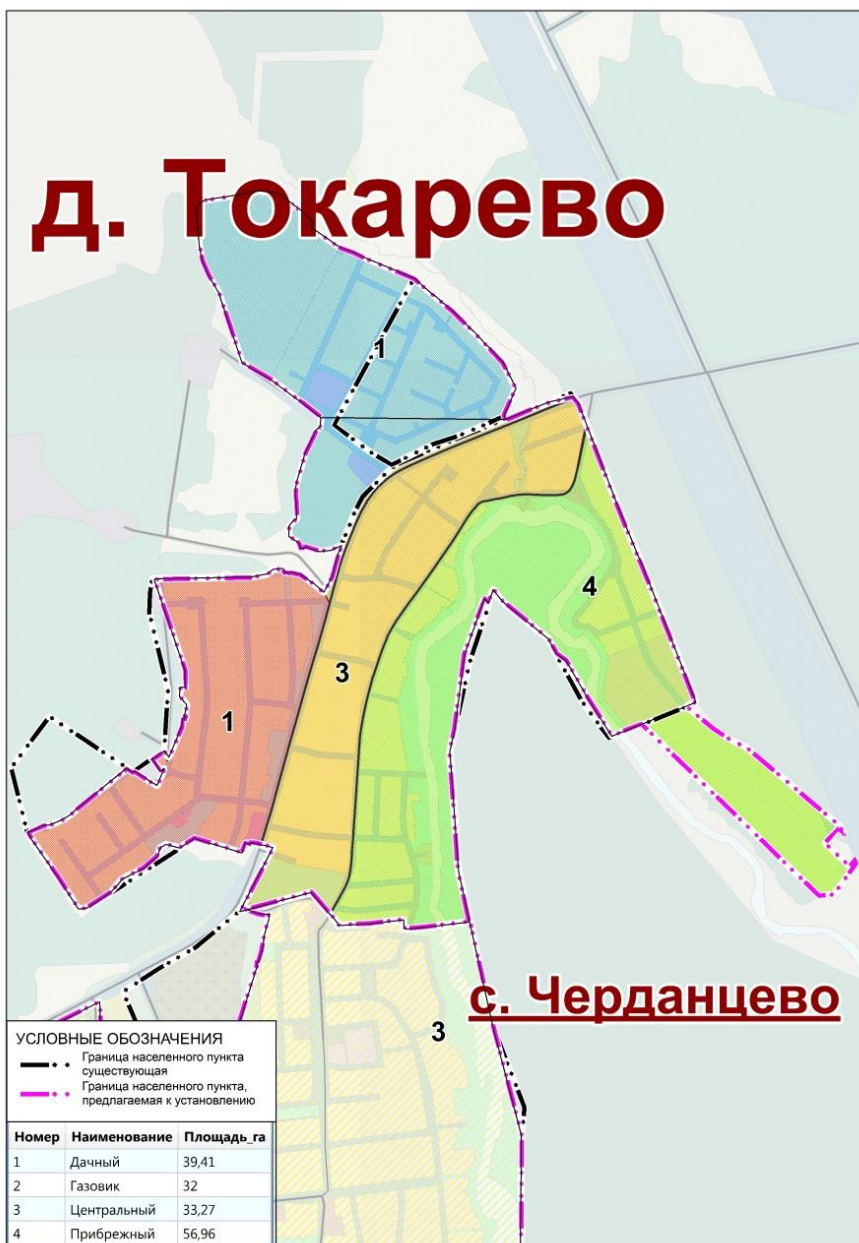 д. Токарево
1
3
4
1
с. Черданцево
3
УСЛОВНЫЕ ОБОЗНАЧЕНИЯ
Граница населенного пункта
существующая
Граница населенного пункта,
предлагаемая к установлению
Номер Наименование Площадь_га
1 Дачный 39,41
2 Газовик 32
3 Центральный 33,27
4 Прибрежный 56,96